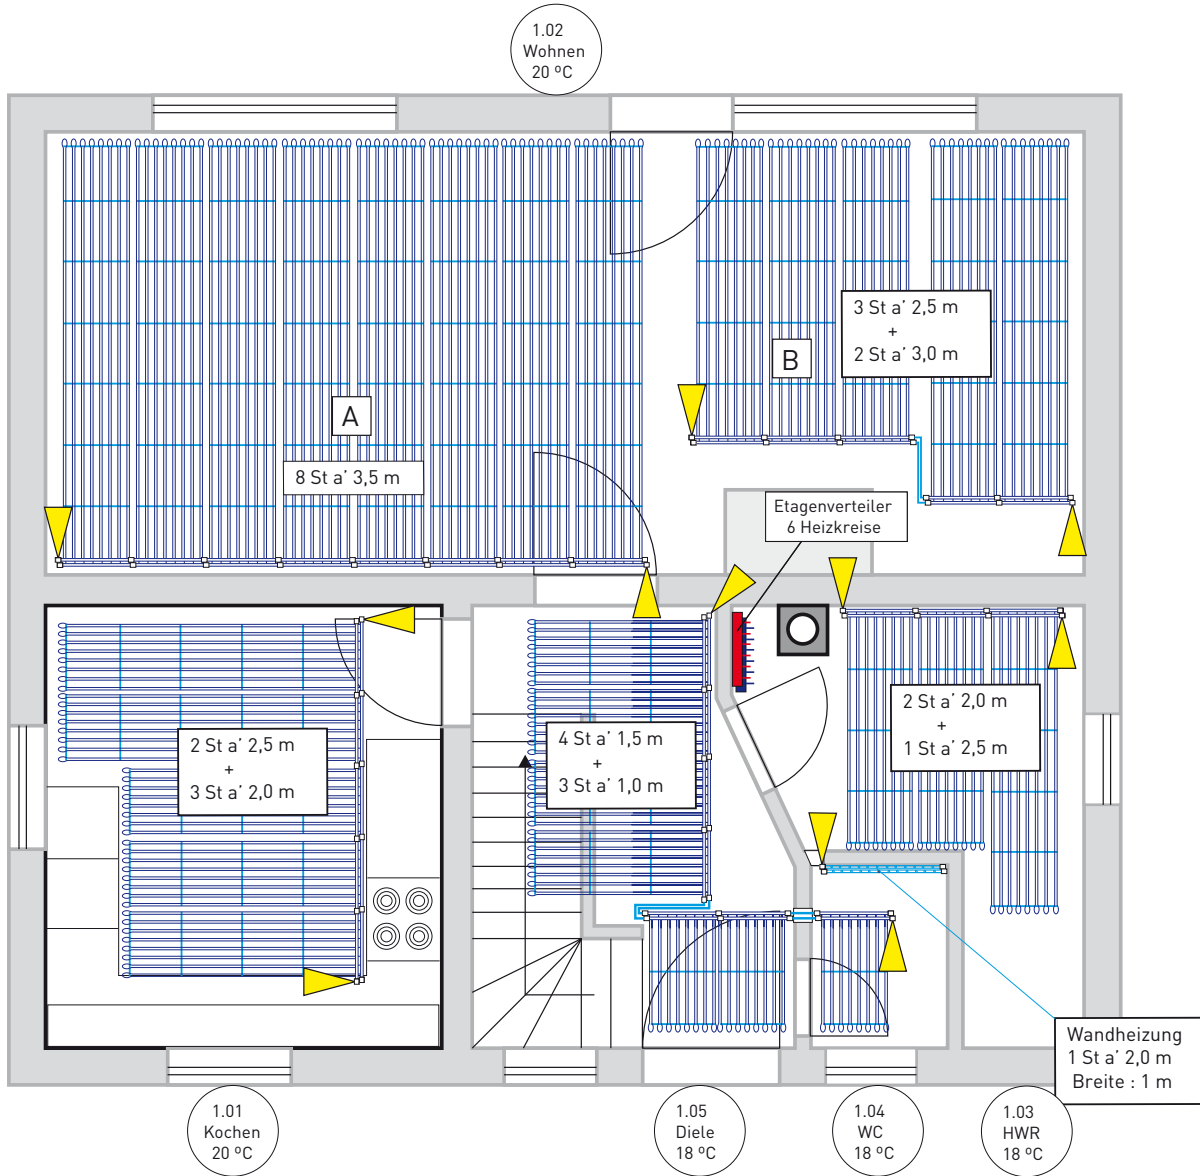 1.02
Wohnen
20 ºC
3 St a' 2,5 m
+
2 St a' 3,0 m
B
A
8 St a' 3,5 m
Etagenverteiler
6 Heizkreise
2 St a' 2,5 m
+
3 St a' 2,0 m
4 St a' 1,5 m
+
3 St a' 1,0 m
2 St a' 2,0 m
+
1 St a' 2,5 m
Wandheizung
1 St a' 2,0 m
Breite : 1 m
1.01
Kochen
20 ºC
1.05
Diele
18 ºC
1.04
WC
18 ºC
1.03
HWR
18 ºC